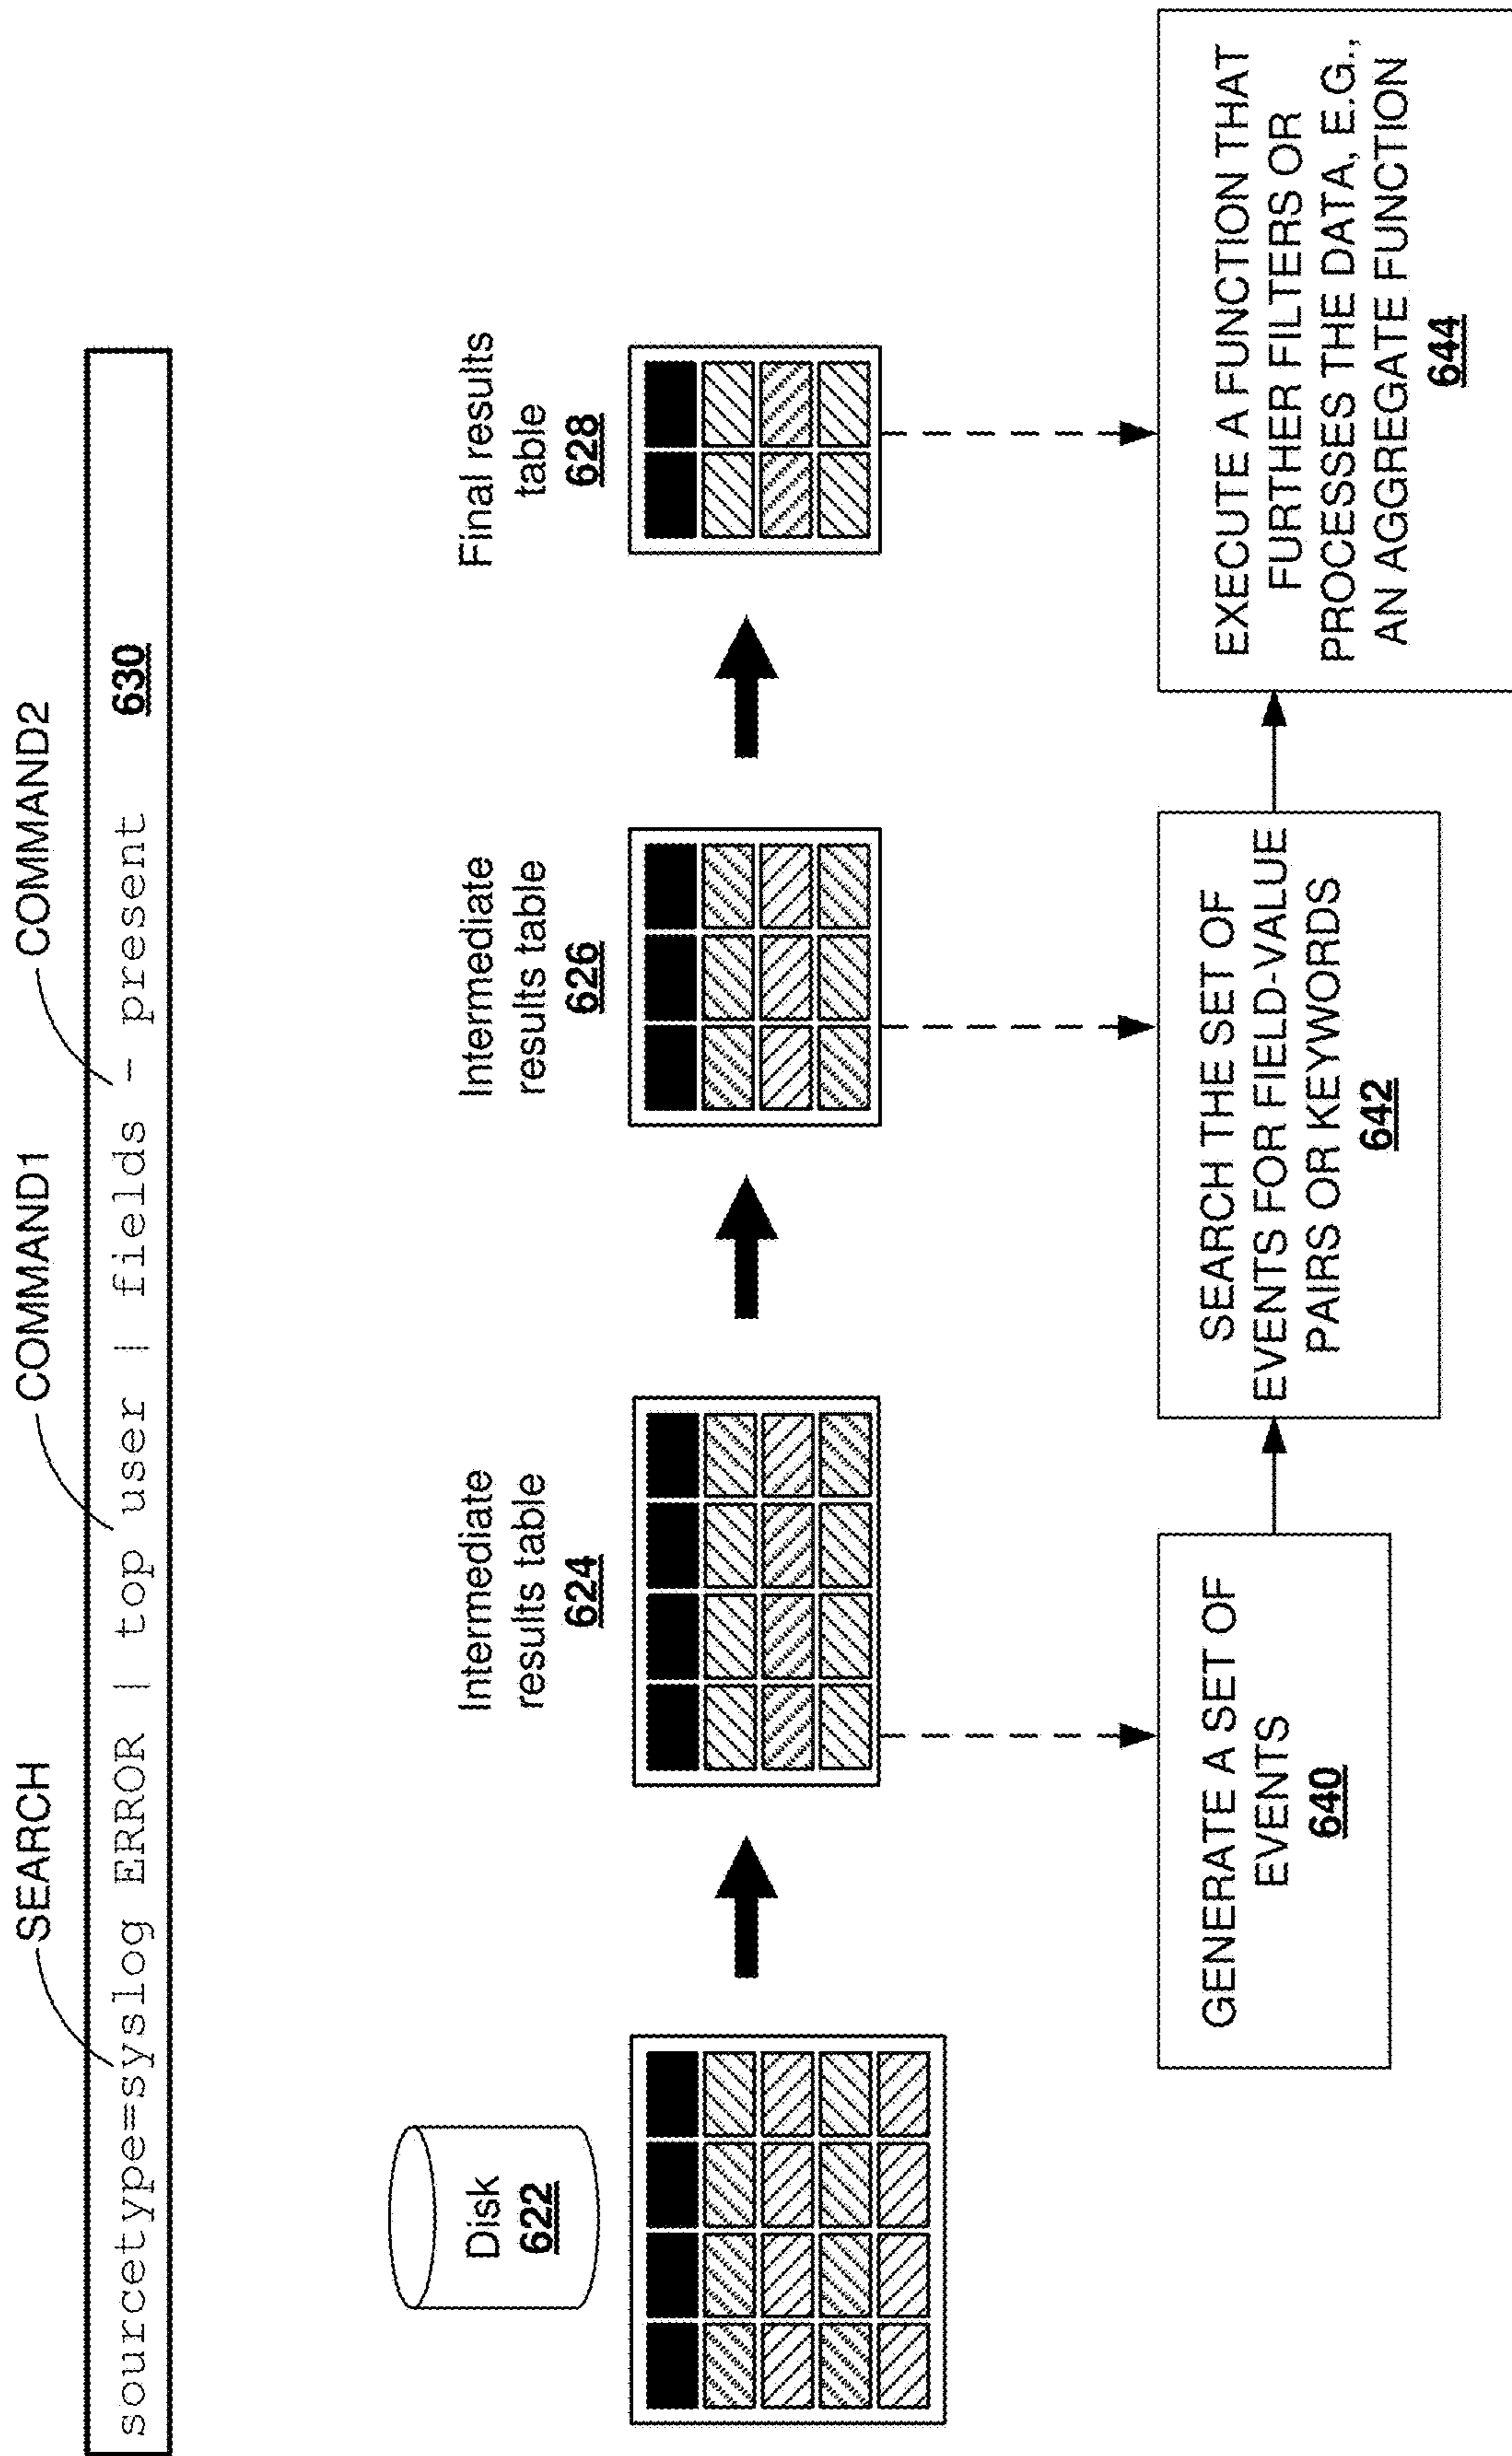 SEARCH
COMMAND1
COMMAND2
sourcetype=syslog ERROR | top user | fields – present 630
Disk
622
Intermediate
results table
624
Intermediate
results table
626
Final results
table
628
GENERATE A SET OF
EVENTS
640
SEARCH THE SET OF
EVENTS FOR FIELD-VALUE
PAIRS OR KEYWORDS
642
EXECUTE A FUNCTION THAT
FURTHER FILTERS OR
PROCESSES THE DATA, E.G.,
AN AGGREGATE FUNCTION
644